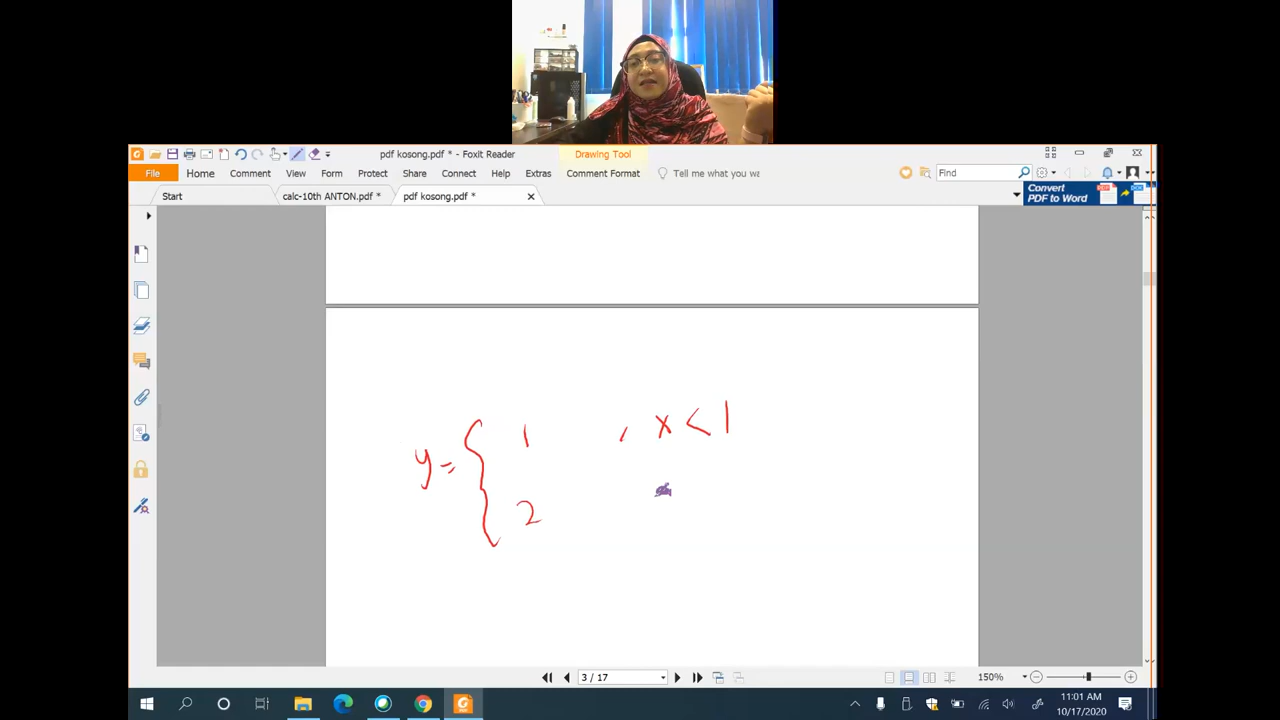 pdf kosong.pdf * - Foxit Reader
Drawing Tool
File
Home
Comment
View
Form
Protect
Share
Connect
Help
Extras
Comment Format
Tell me what you wa
Find
Start
calc-10th ANTON.pdf *
pdf kosong.pdf *
Convert
PDF to Word
y = { 1 , x < 1
2
3 / 17
150%
11:01 AM
10/17/2020